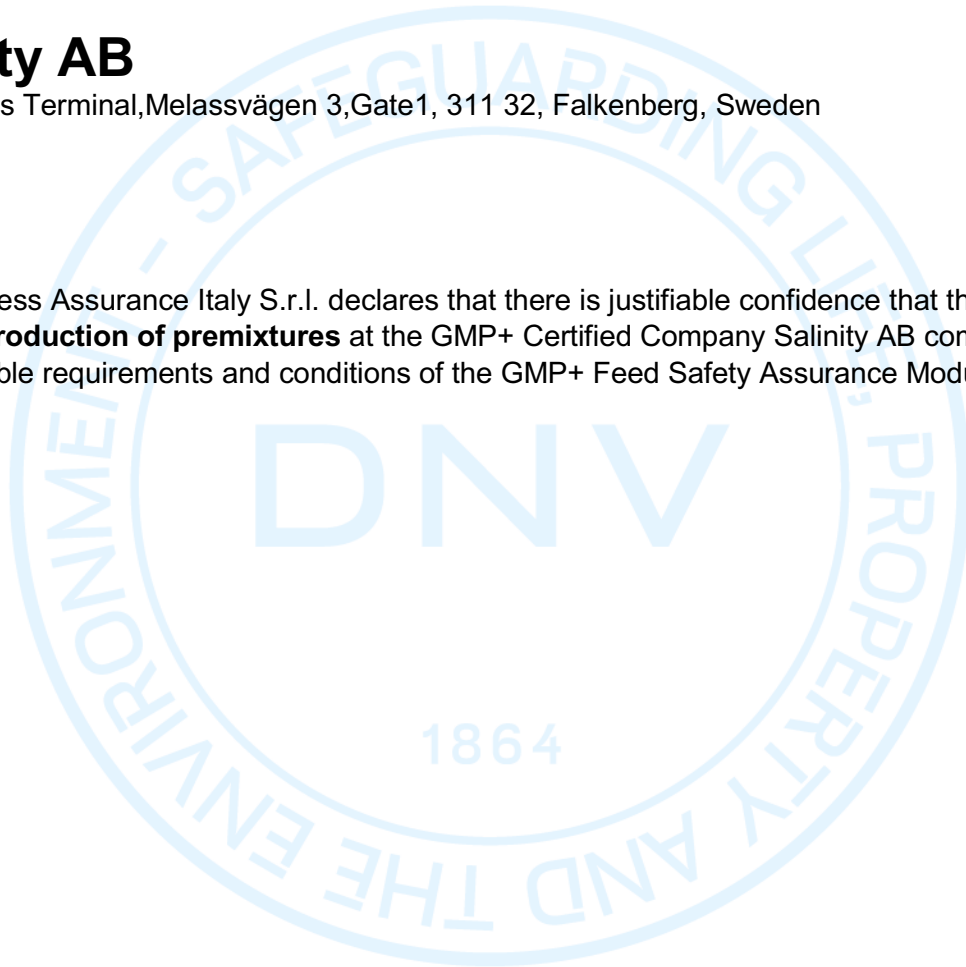 ty AB
s Terminal,Melassvägen 3,Gate1, 311 32, Falkenberg, Sweden
ess Assurance Italy S.r.l. declares that there is justifiable confidence that th
roduction of premixtures at the GMP+ Certified Company Salinity AB con
ble requirements and conditions of the GMP+ Feed Safety Assurance Modu
SAFEGUARDING LIFE, PROPERTY AND THE ENVIRONMENT -
DNV
1864